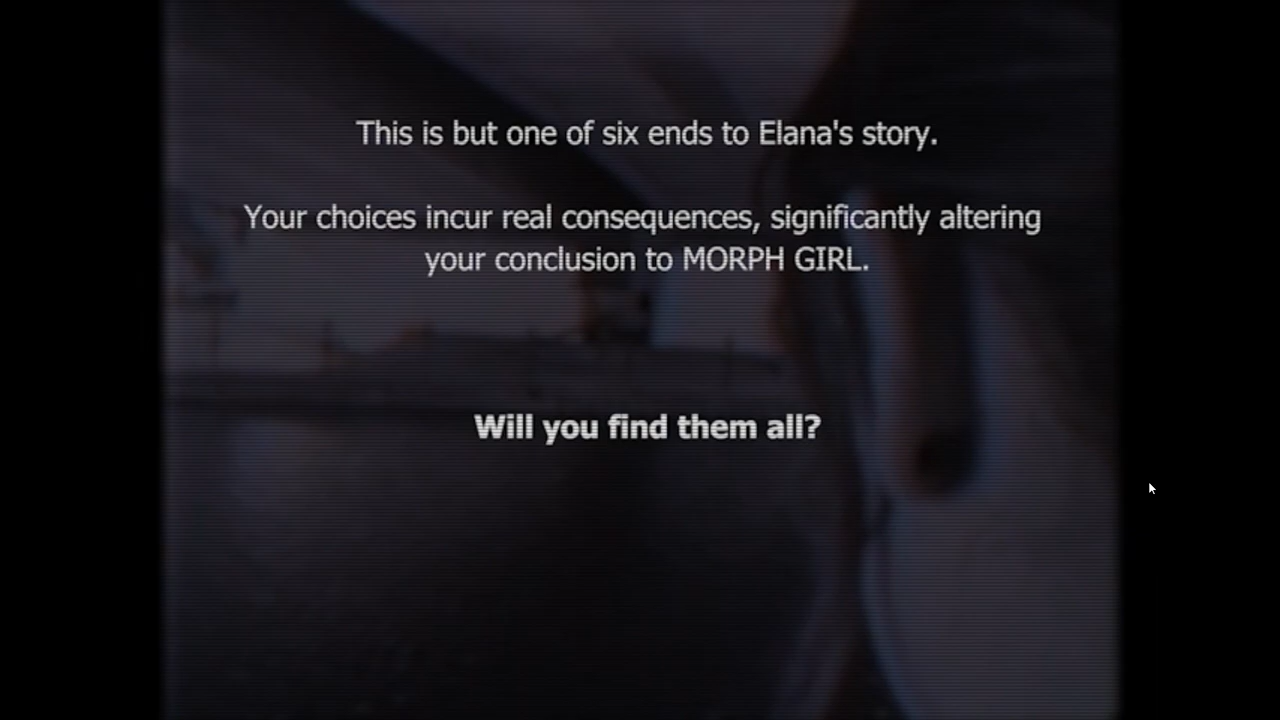 This is but one of six ends to Elana's story.
Your choices incur real consequences, significantly altering
your conclusion to MORPH GIRL.
Will you find them all?